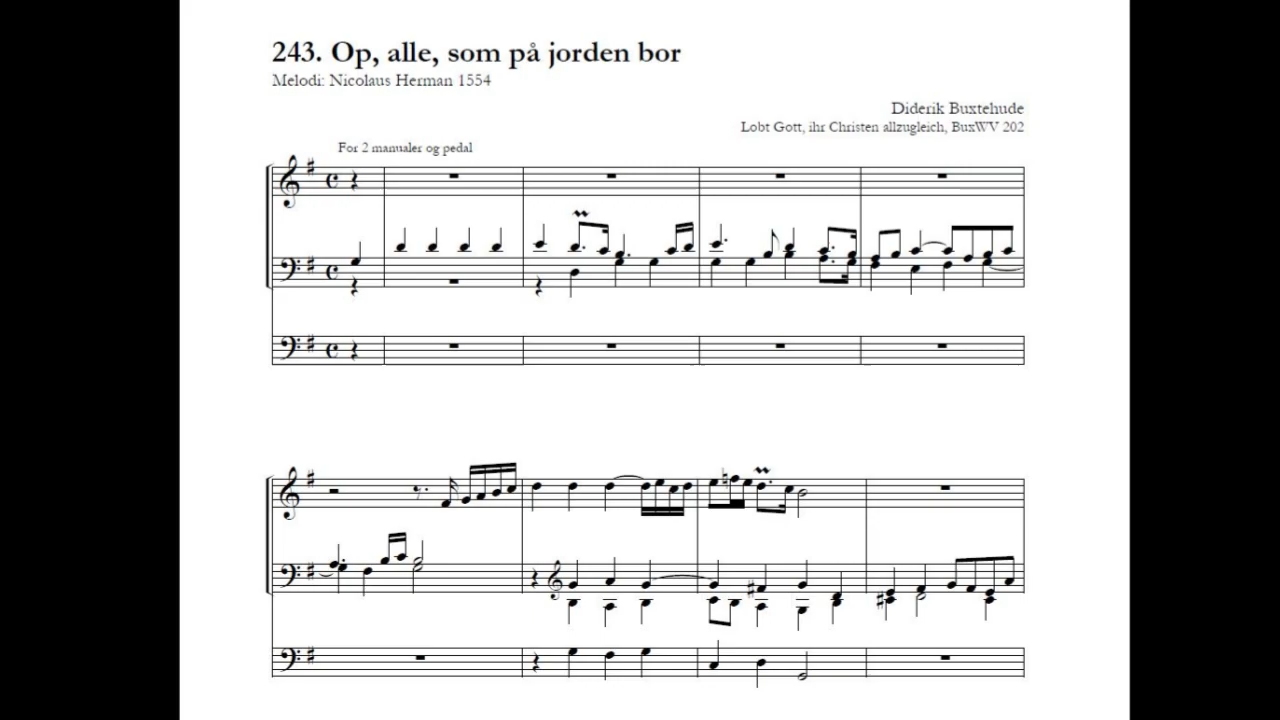 243. Op, alle, som på jorden bor
Melodi: Nicolaus Herman 1554
Diderik Buxtehude
Lobt Gott, ihr Christen allzugleich, BuxWV 202
For 2 manualer og pedal